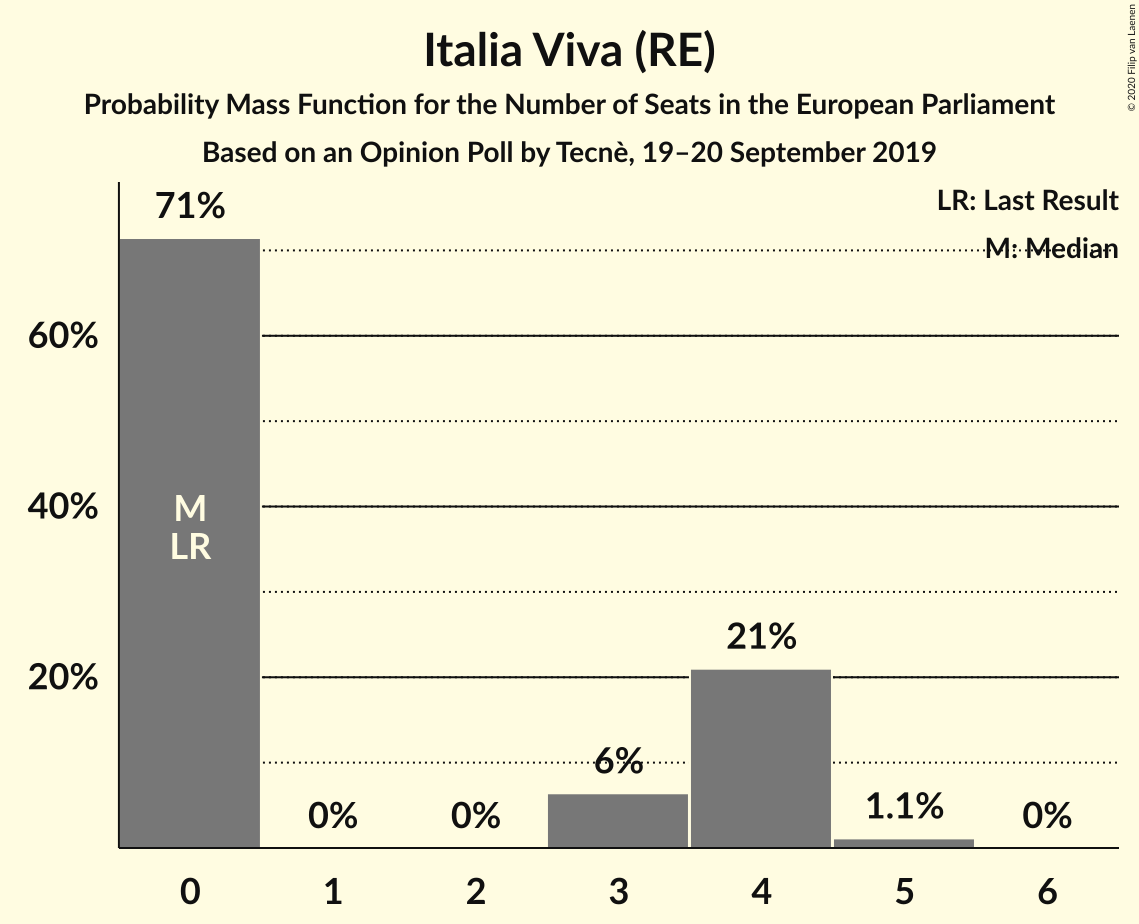 Italia Viva (RE)
Probability Mass Function for the Number of Seats in the European Parliament
Based on an Opinion Poll by Tecnè, 19–20 September 2019
© 2020 Filip van Laenen
LR: Last Result
M: Median
71%
60%
40%
20%
M
LR
0%
0%
6%
21%
1.1%
0%
0 1 2 3 4 5 6